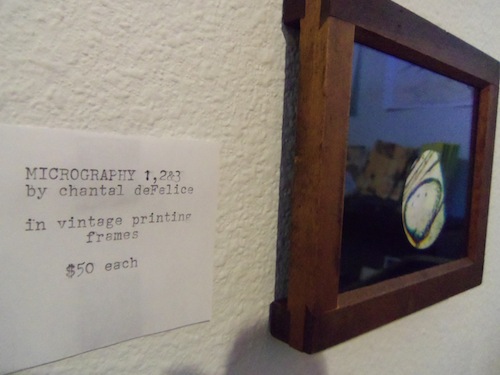 MICROGRAPHY 1,2&3
by chantal deFelice
in vintage printing
frames
$50 each